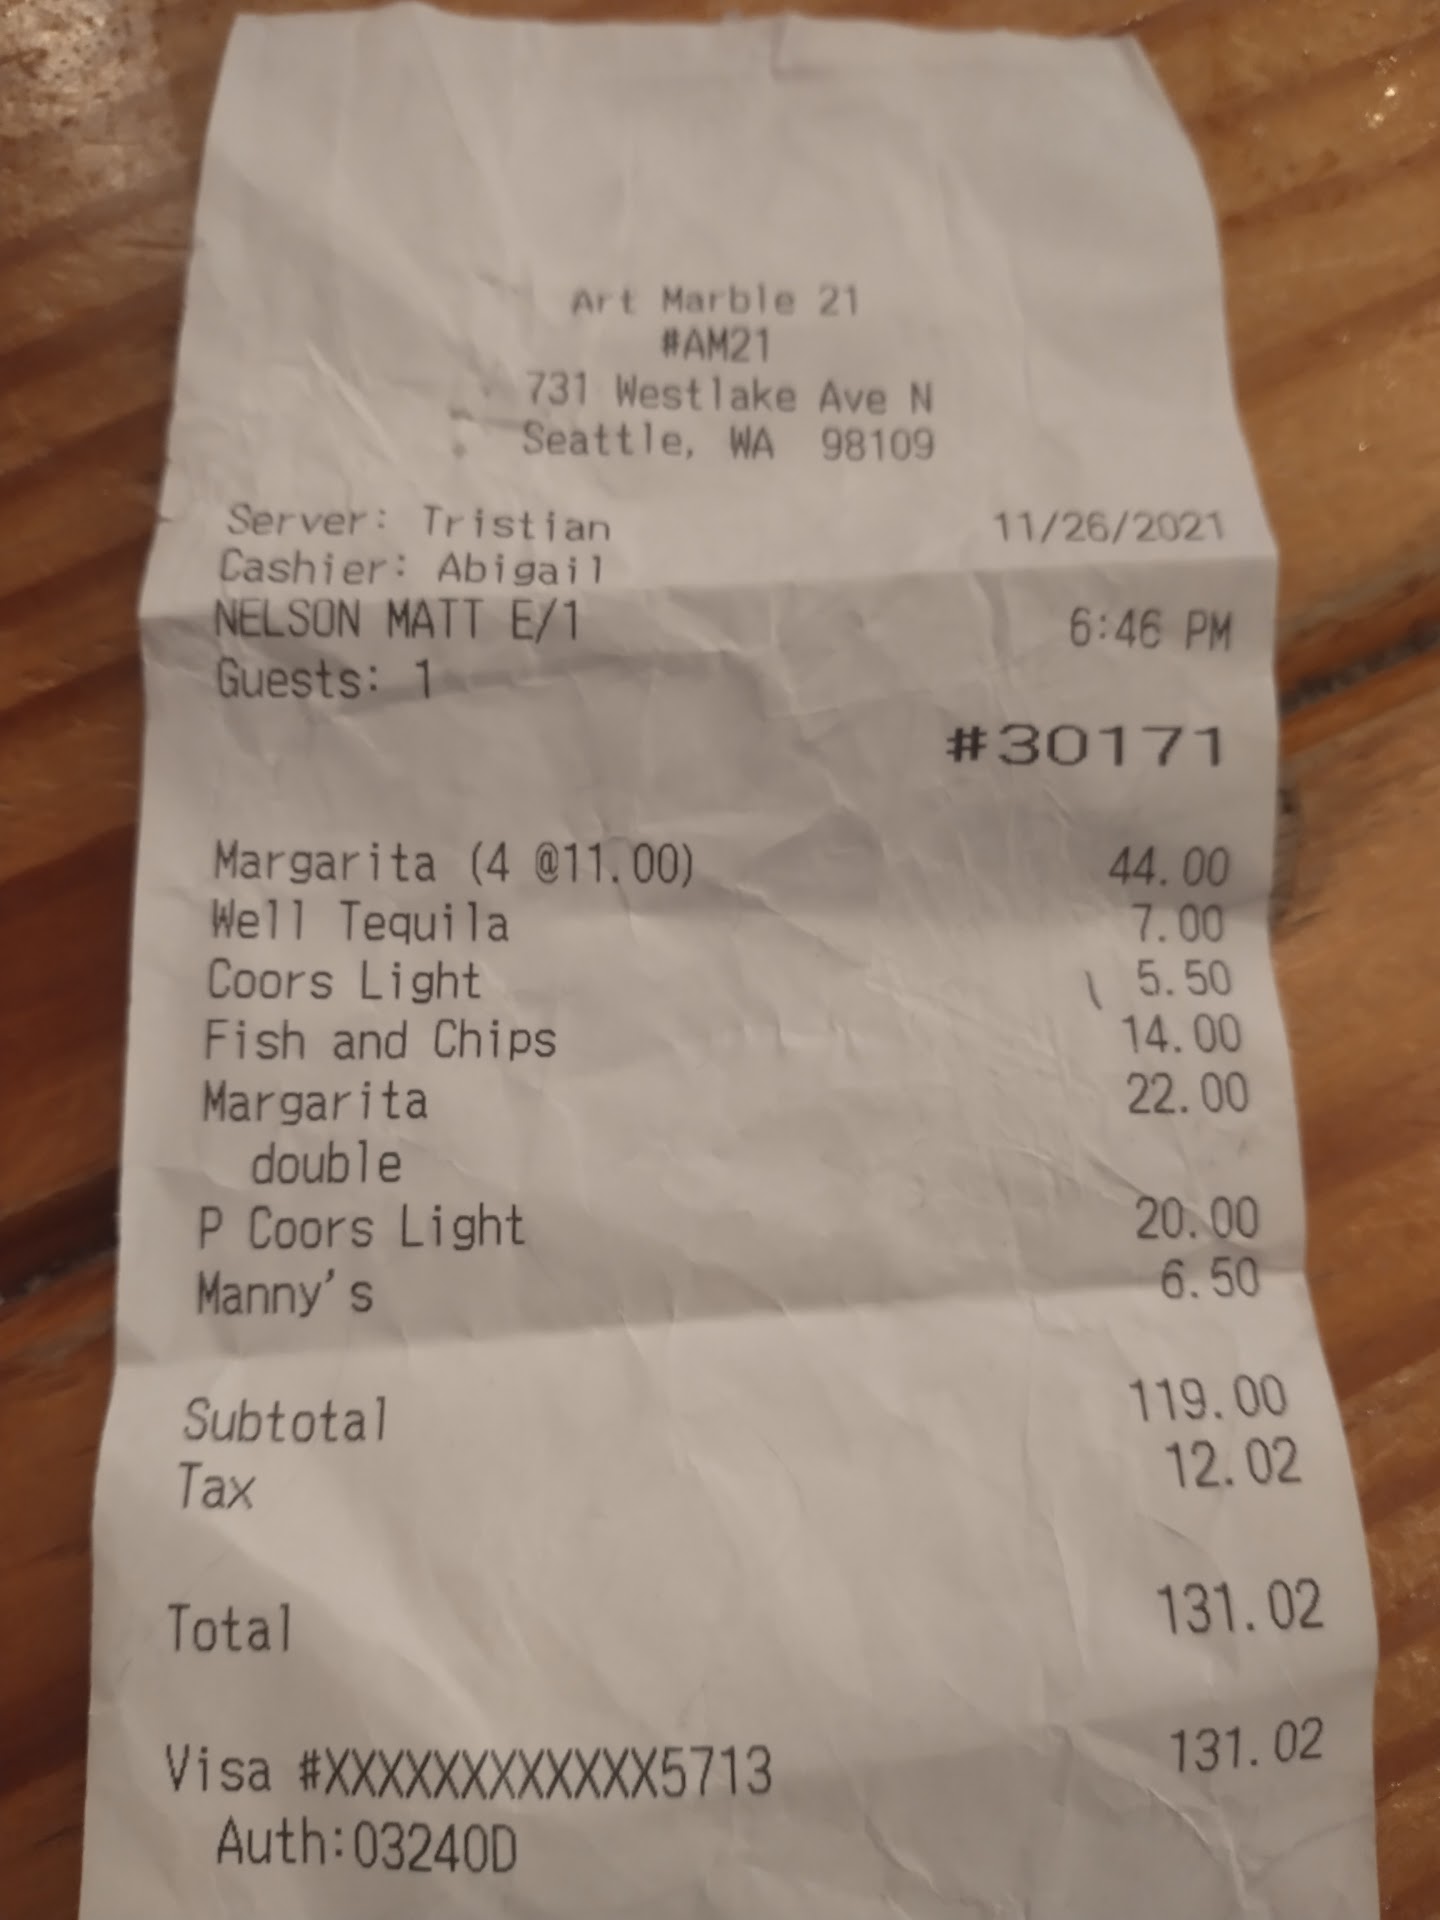 Art Marble 21
#AM21
731 Westlake Ave N
Seattle, WA 98109
Server: Tristian 11/26/2021
Cashier: Abigail
NELSON MATT E/1 6:46 PM
Guests: 1
#30171
Margarita (4 @11.00) 44.00
Well Tequila 7.00
Coors Light 5.50
Fish and Chips 14.00
Margarita 22.00
double
P Coors Light 20.00
Manny's 6.50
Subtotal 119.00
Tax 12.02
Total 131.02
Visa #XXXXXXXXXXXX5713 131.02
Auth:03240D